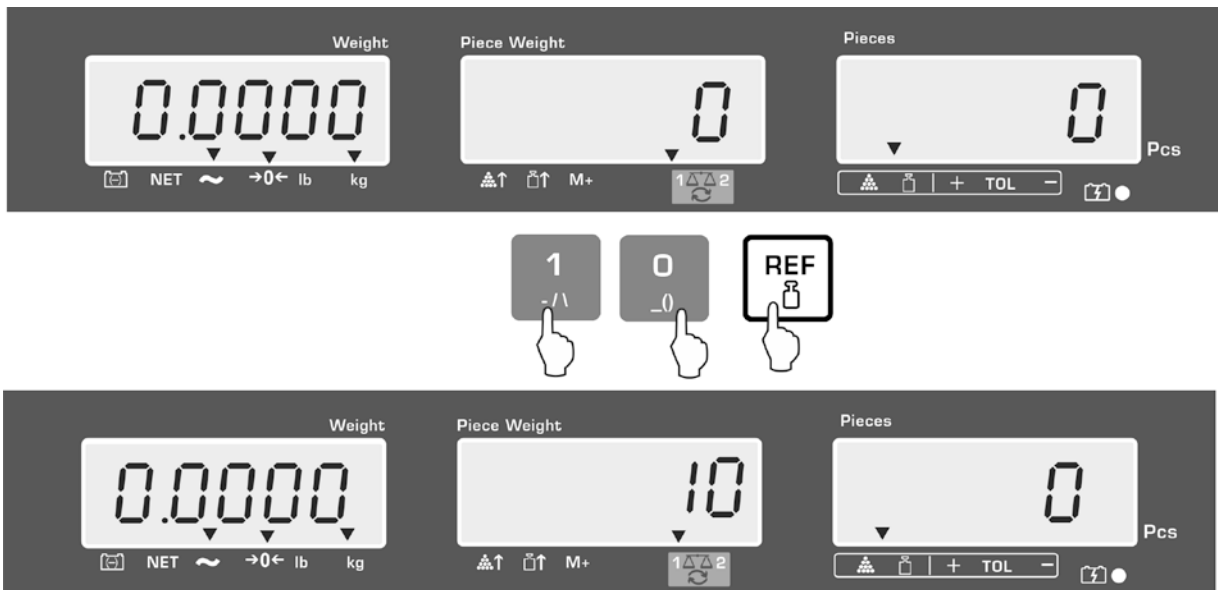 Weight Piece Weight Pieces
0.0000 0 0
Pcs
NET →0← lb kg M+ 1 2 + TOL −
1 0 REF
-/\ _()
Weight Piece Weight Pieces
0.0000 10 0
Pcs
NET →0← lb kg M+ 1 2 + TOL −